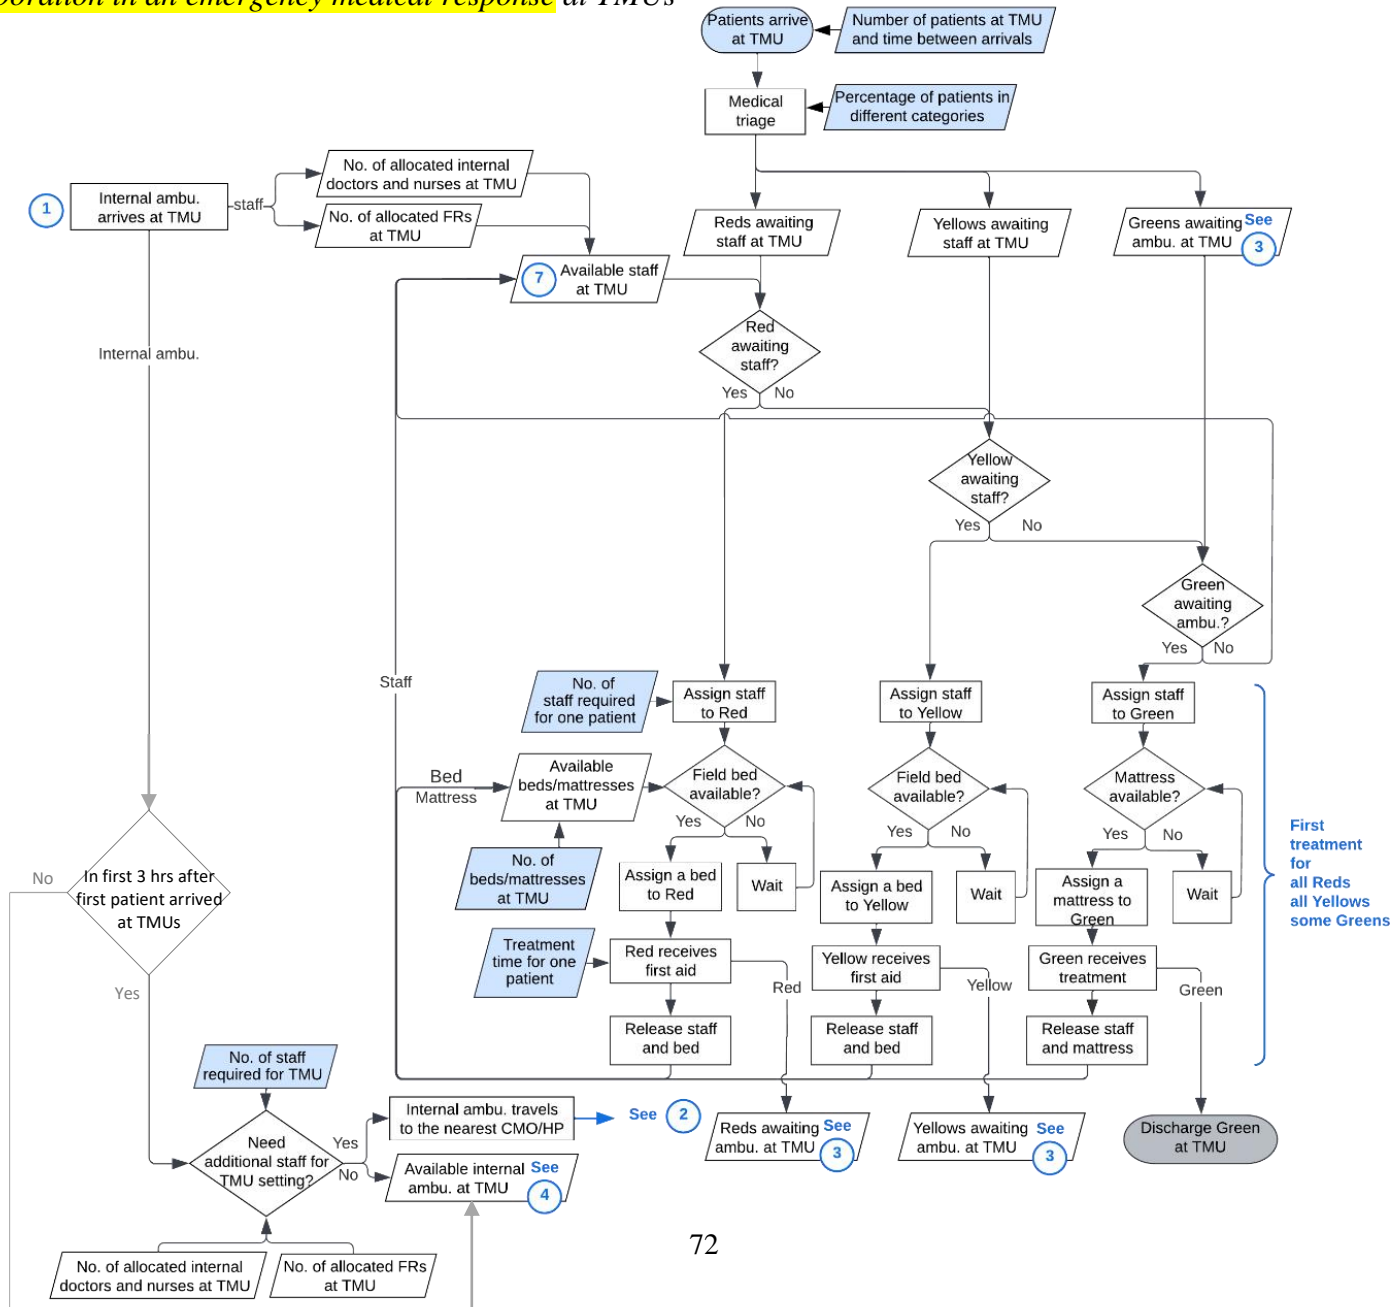 boration in an emergency medical response at TMUs
Patients arrive
at TMU
Number of patients at TMU
and time between arrivals
Medical
triage
Percentage of patients in
different categories
1
Internal ambu.
arrives at TMU
staff
No. of allocated internal
doctors and nurses at TMU
No. of allocated FRs
at TMU
Reds awaiting
staff at TMU
Yellows awaiting
staff at TMU
Greens awaiting See
ambu. at TMU 3
7 Available staff
at TMU
Red
awaiting
staff?
Yes No
Internal ambu.
Yellow
awaiting
staff?
Yes No
Green
awaiting
ambu.?
Yes No
Staff
No. of
staff required
for one patient
Assign staff
to Red
Assign staff
to Yellow
Assign staff
to Green
Bed
Mattress
Available
beds/mattresses
at TMU
Field bed
available?
Yes No
Field bed
available?
Yes No
Mattress
available?
Yes No
No. of
beds/mattresses
at TMU
Assign a bed
to Red
Wait
Assign a bed
to Yellow
Wait
Assign a
mattress to
Green
Wait
First
treatment
for
all Reds
all Yellows
some Greens
No
In first 3 hrs after
first patient arrived
at TMUs
Yes
Treatment
time for one
patient
Red receives
first aid
Red
Yellow receives
first aid
Yellow
Green receives
treatment
Green
Release staff
and bed
Release staff
and bed
Release staff
and mattress
No. of staff
required for TMU
Need
additional staff for
TMU setting?
Yes
No
Internal ambu. travels
to the nearest CMO/HP
See 2
Available internal See
ambu. at TMU 4
Reds awaiting See
ambu. at TMU 3
Yellows awaiting See
ambu. at TMU 3
Discharge Green
at TMU
No. of allocated internal
doctors and nurses at TMU
No. of allocated FRs
at TMU
72